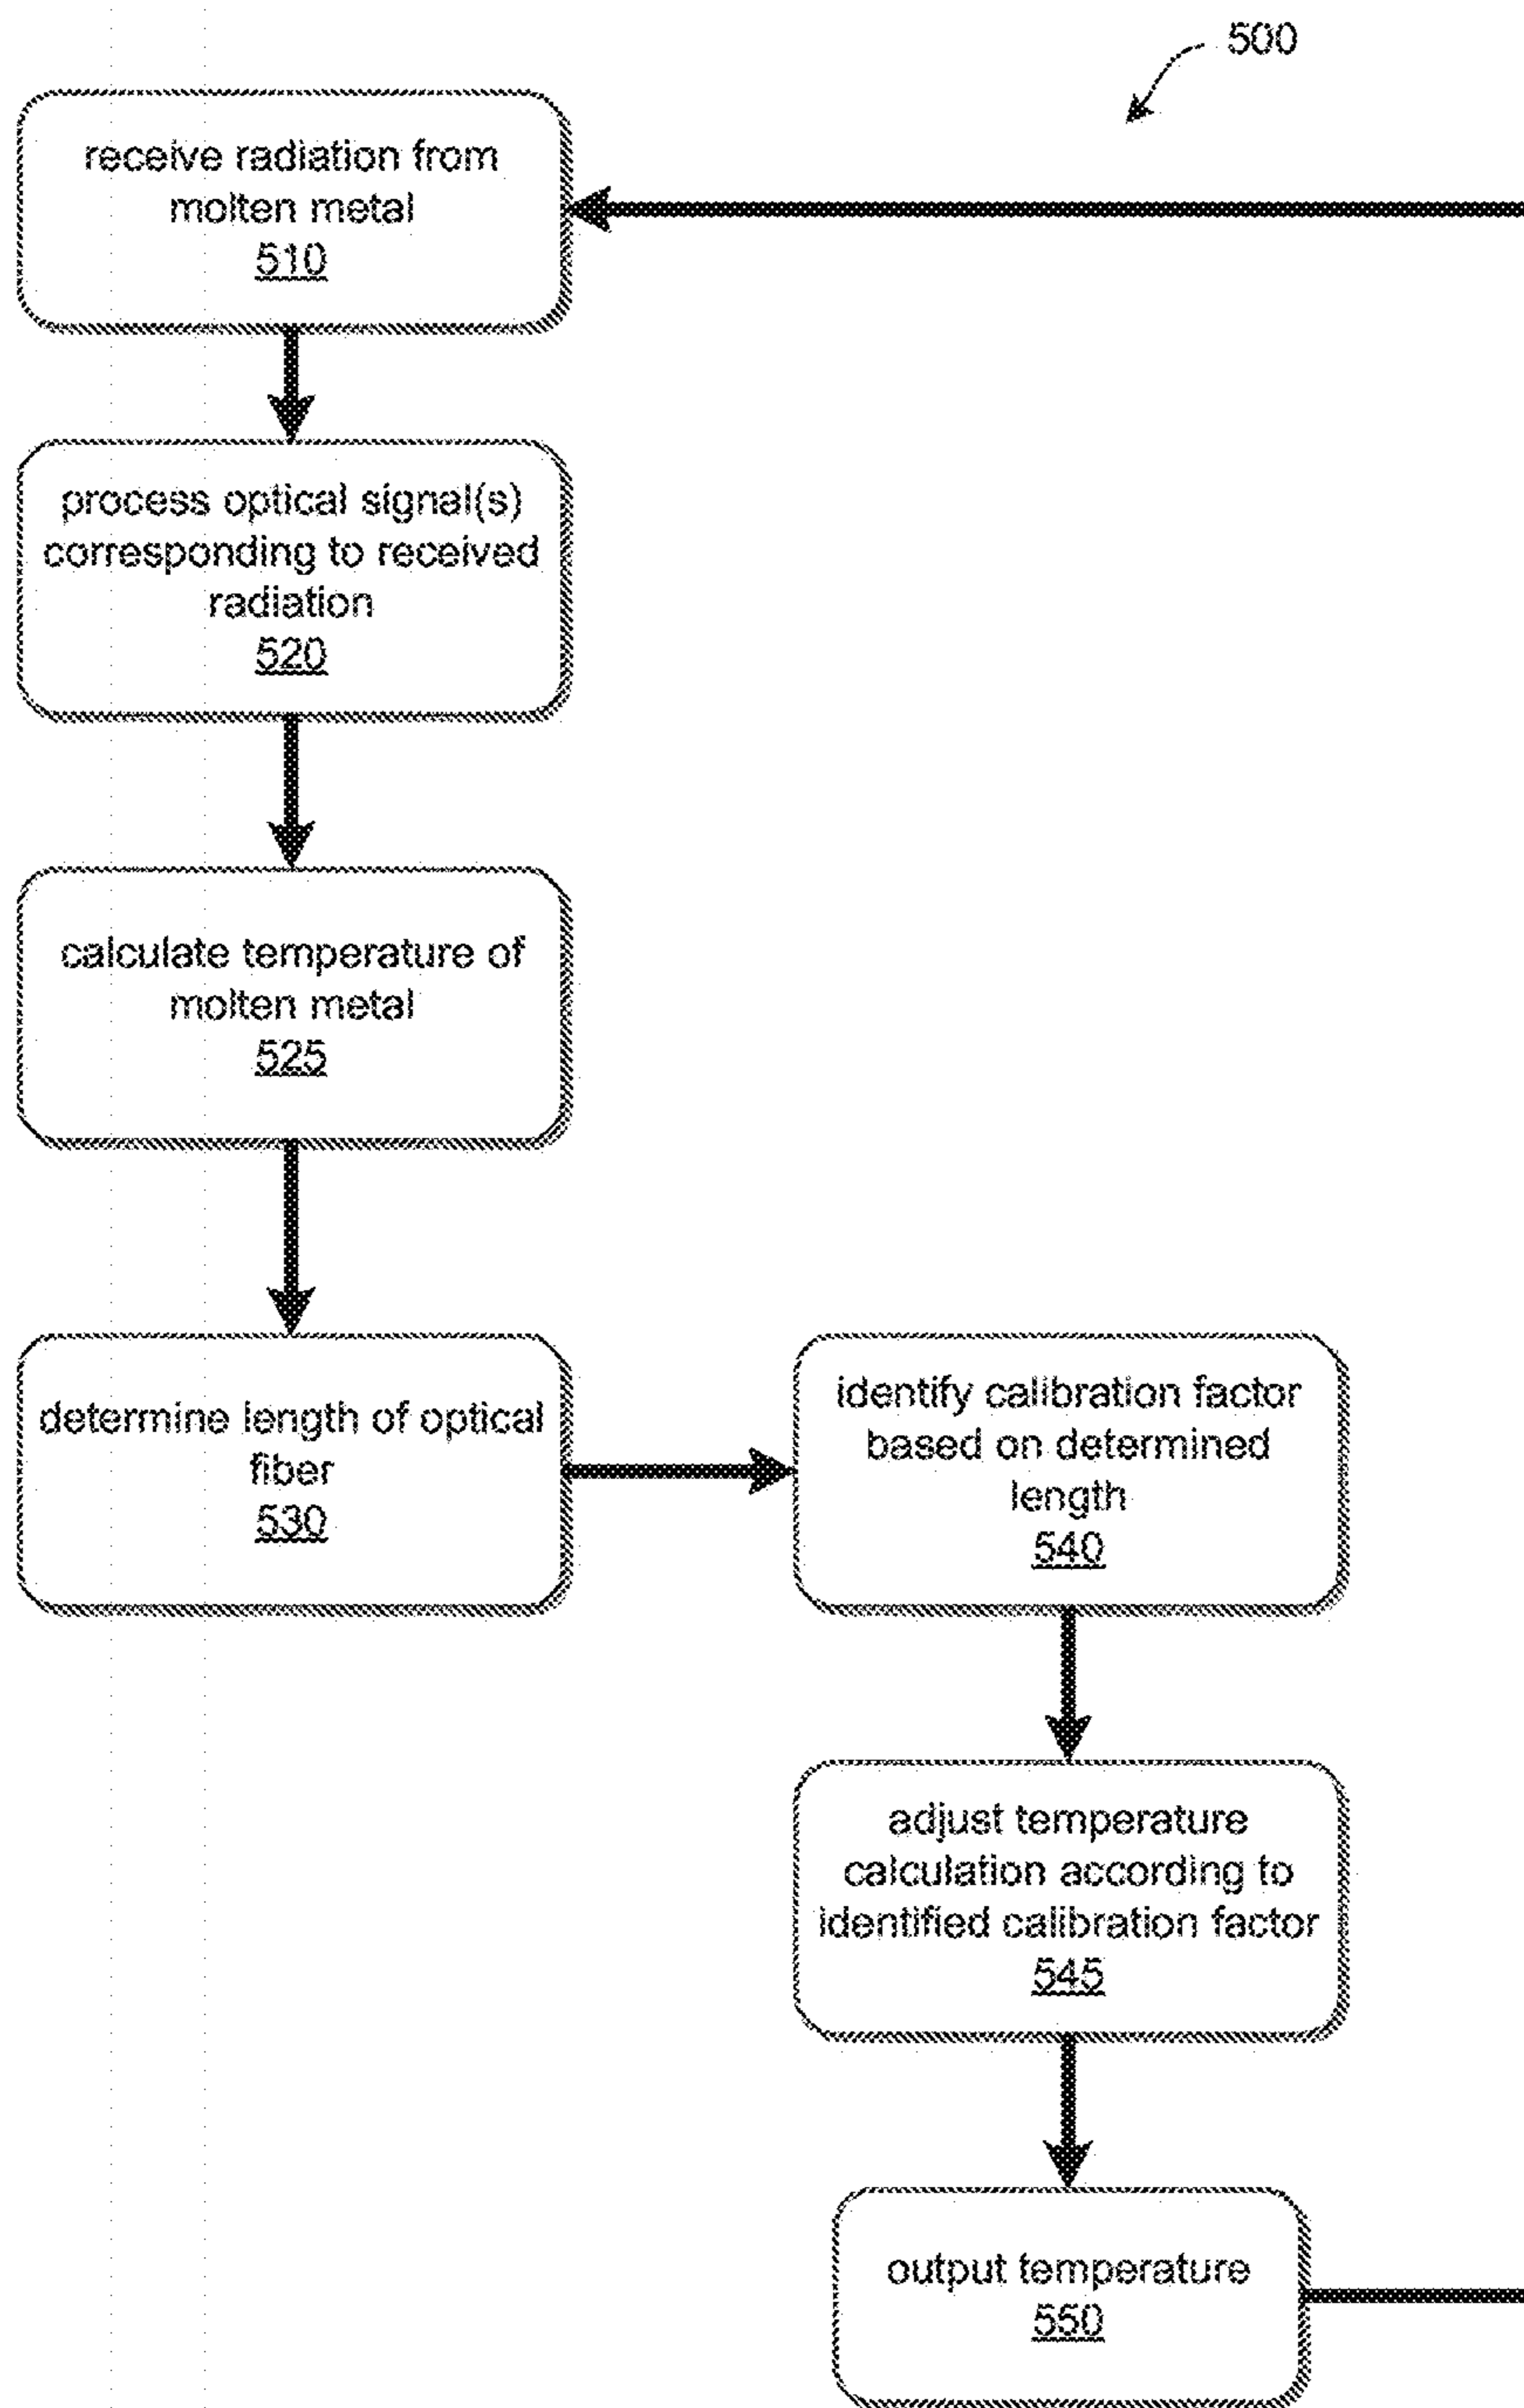 500
receive radiation from
molten metal
510
process optical signal(s)
corresponding to received
radiation
520
calculate temperature of
molten metal
525
determine length of optical
fiber
530
identify calibration factor
based on determined
length
540
adjust temperature
calculation according to
identified calibration factor
545
output temperature
550